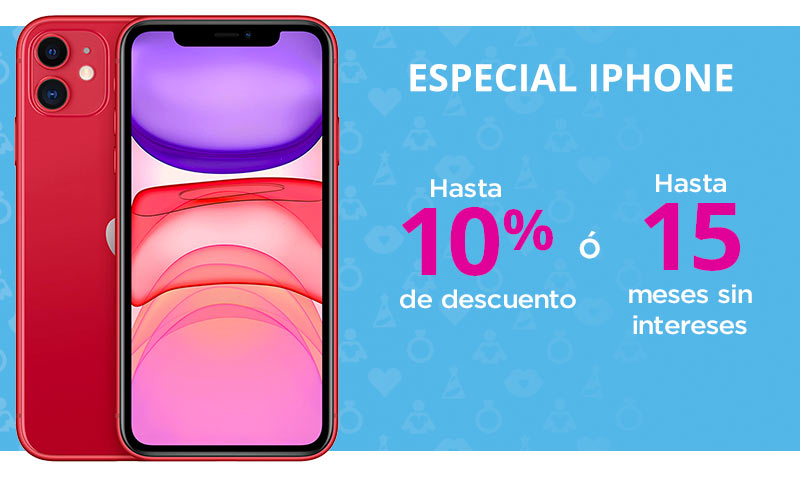 ESPECIAL IPHONE
Hasta
10%
de descuento
ó
Hasta
15
meses sin
intereses